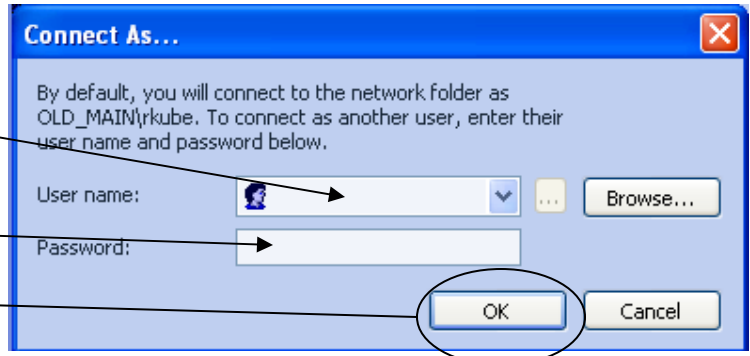 Connect As...
By default, you will connect to the network folder as
OLD_MAIN\rkube. To connect as another user, enter their
user name and password below.
User name:
... Browse...
Password:
OK Cancel